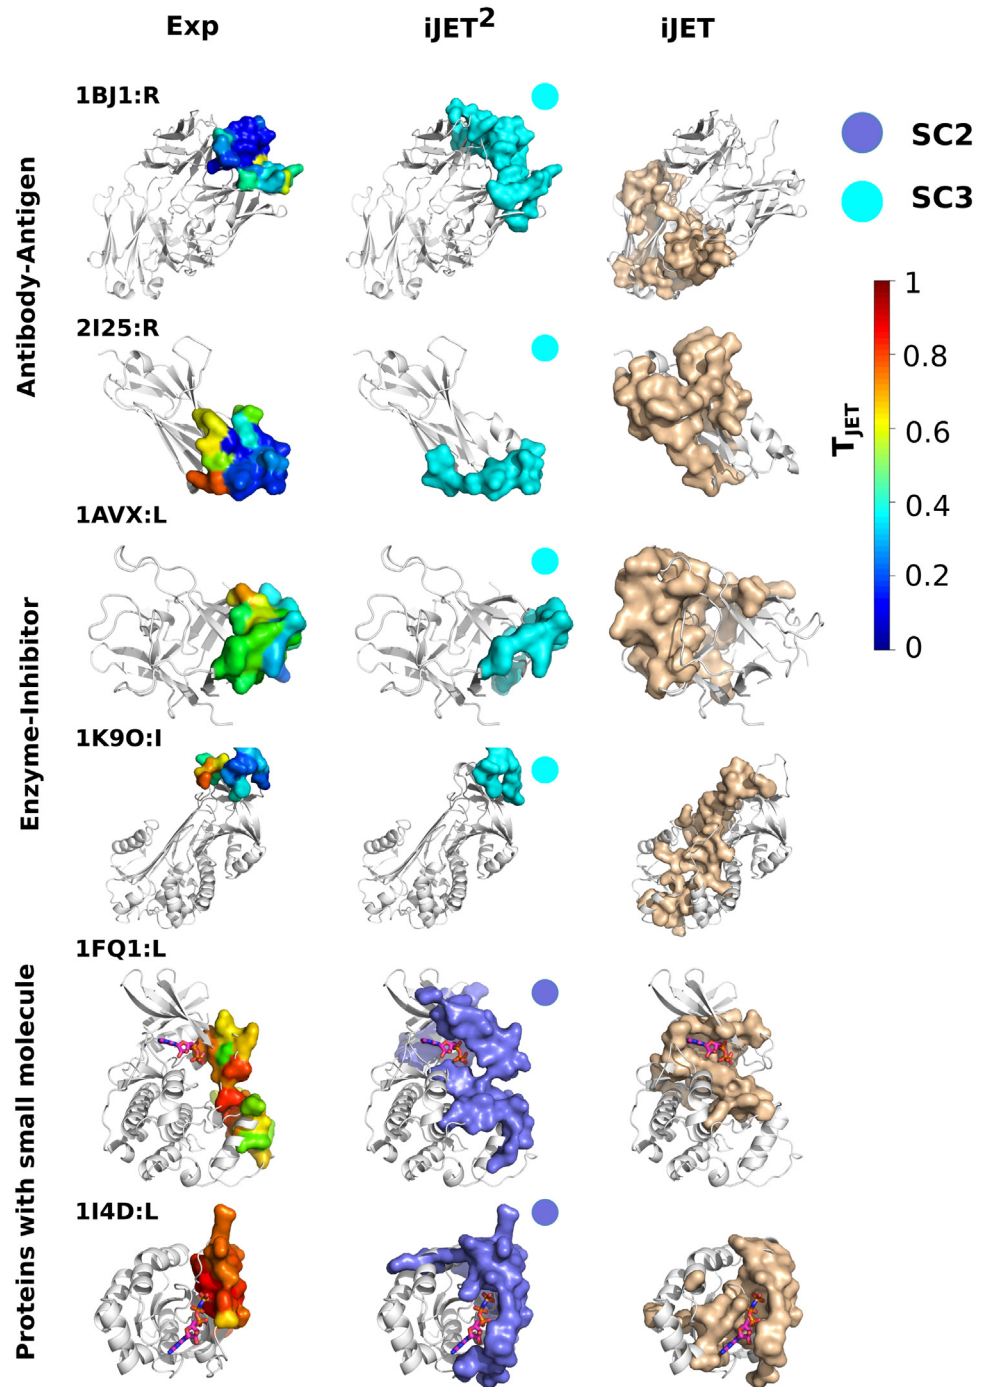 Exp iJET2 iJET
1BJ1:R
SC2
SC3
Antibody-Antigen
2I25:R
1AVX:L
Enzyme-Inhibitor
1K9O:I
1FQ1:L
Proteins with small molecule
1I4D:L
TJET
1
0.8
0.6
0.4
0.2
0